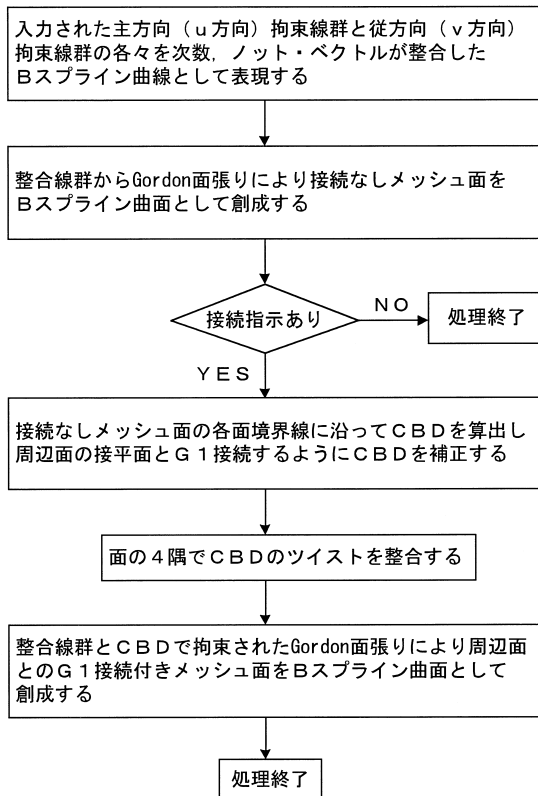 入力された主方向（ｕ方向）拘束線群と従方向（ｖ方向）
拘束線群の各々を次数，ノット・ベクトルが整合した
Ｂスプライン曲線として表現する
整合線群からGordon面張りにより接続なしメッシュ面を
Ｂスプライン曲面として創成する
接続指示あり
ＮＯ
処理終了
ＹＥＳ
接続なしメッシュ面の各面境界線に沿ってＣＢＤを算出し
周辺面の接平面とＧ１接続するようにＣＢＤを補正する
面の４隅でＣＢＤのツイストを整合する
整合線群とＣＢＤで拘束されたGordon面張りにより周辺面
とのＧ１接続付きメッシュ面をＢスプライン曲面として
創成する
処理終了